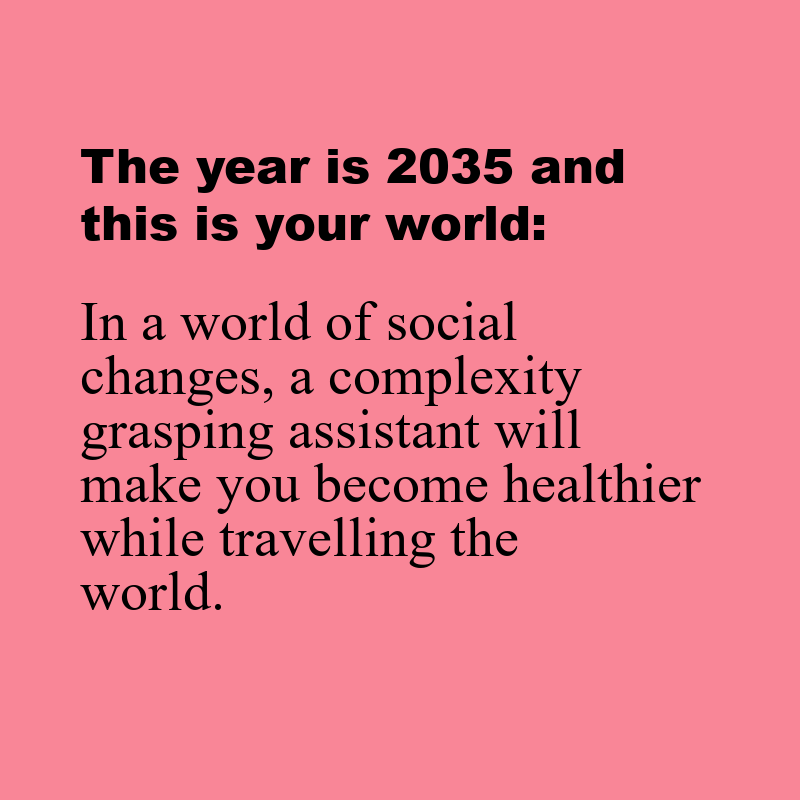 The year is 2035 and
this is your world:
In a world of social
changes, a complexity
grasping assistant will
make you become healthier
while travelling the
world.